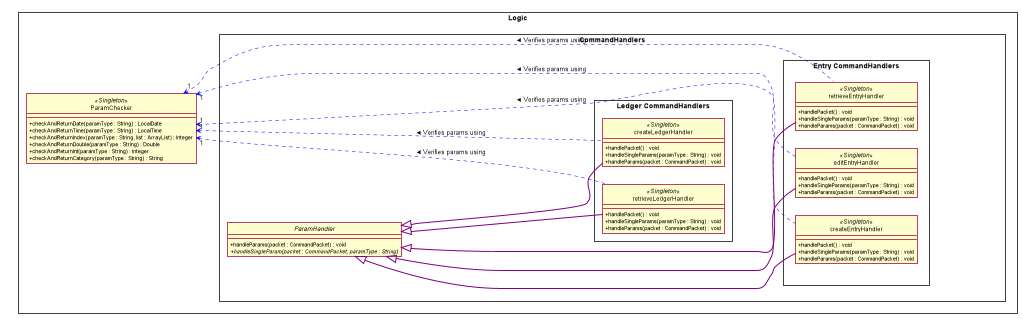 Logic
CommandHandlers
◄ Verifies params using
◄ Verifies params using
◄ Verifies params using
◄ Verifies params using
◄ Verifies params using
1
1
1
«Singleton»
ParamChecker
+checkAndReturnDate(paramType : String) : LocalDate
+checkAndReturnTime(paramType : String) : LocalTime
+checkAndReturnIndex(paramType : String, list : ArrayList) : Integer
+checkAndReturnDouble(paramType : String) : Double
+checkAndReturnInt(paramType : String) : Integer
+checkAndReturnCategory(paramType : String) : String
ParamHandler
+handleParams(packet : CommandPacket) : void
+handleSingleParam(packet : CommandPacket, paramType : String)
Ledger CommandHandlers
«Singleton»
createLedgerHandler
+handlePacket() : void
+handleSingleParams(paramType : String) : void
+handleParams(packet : CommandPacket) : void
«Singleton»
retrieveLedgerHandler
+handlePacket() : void
+handleSingleParams(paramType : String) : void
+handleParams(packet : CommandPacket) : void
Entry CommandHandlers
«Singleton»
retrieveEntryHandler
+handlePacket() : void
+handleSingleParams(paramType : String) : void
+handleParams(packet : CommandPacket) : void
«Singleton»
editEntryHandler
+handlePacket() : void
+handleSingleParams(paramType : String) : void
+handleParams(packet : CommandPacket) : void
«Singleton»
createEntryHandler
+handlePacket() : void
+handleSingleParams(paramType : String) : void
+handleParams(packet : CommandPacket) : void